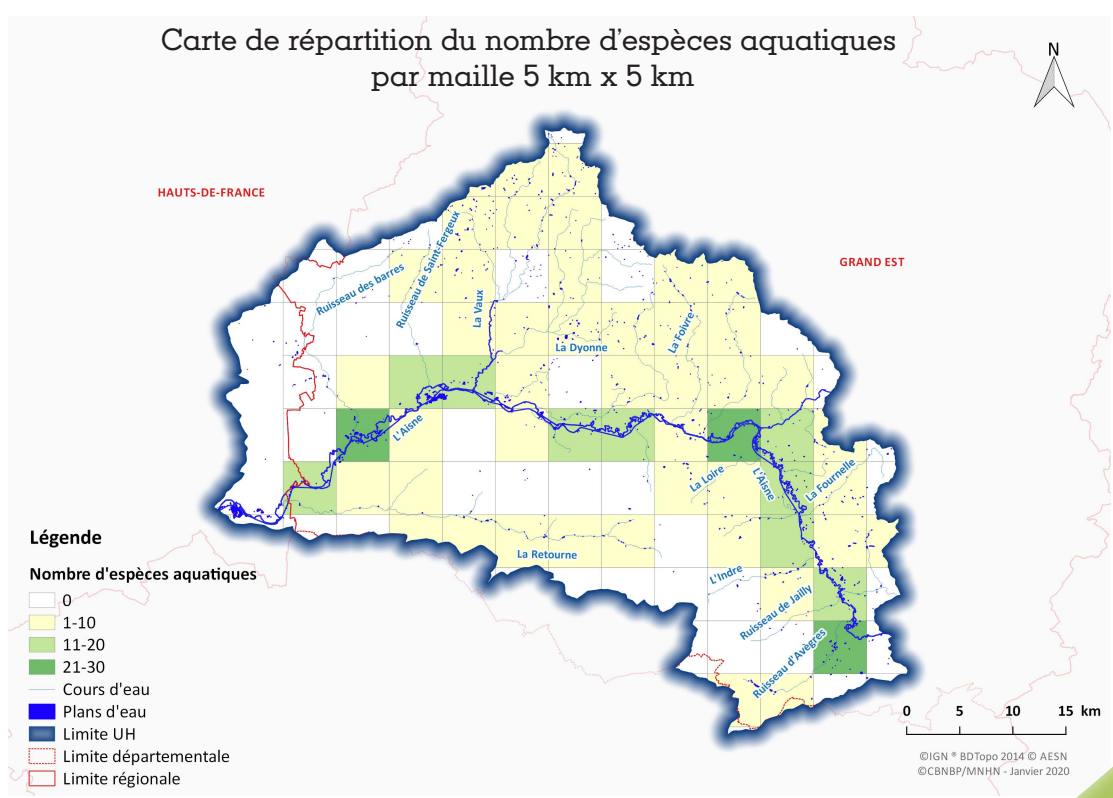 Carte de répartition du nombre d'espèces aquatiques
par maille 5 km x 5 km
N
HAUTS-DE-FRANCE
GRAND EST
Ruisseau des barres
Ruisseau de Saint-Fergeux
La Vaux
La Dyonne
La Foivre
L'Aisne
La Loire
L'Aisne
La Fournelle
La Retourne
L'Indre
Ruisseau de Jailly
Ruisseau d'Avègres
Légende
Nombre d'espèces aquatiques
0
1-10
11-20
21-30
Cours d'eau
Plans d'eau
Limite UH
Limite départementale
Limite régionale
0 5 10 15 km
©IGN ® BDTopo 2014 © AESN
©CBNBP/MNHN - Janvier 2020